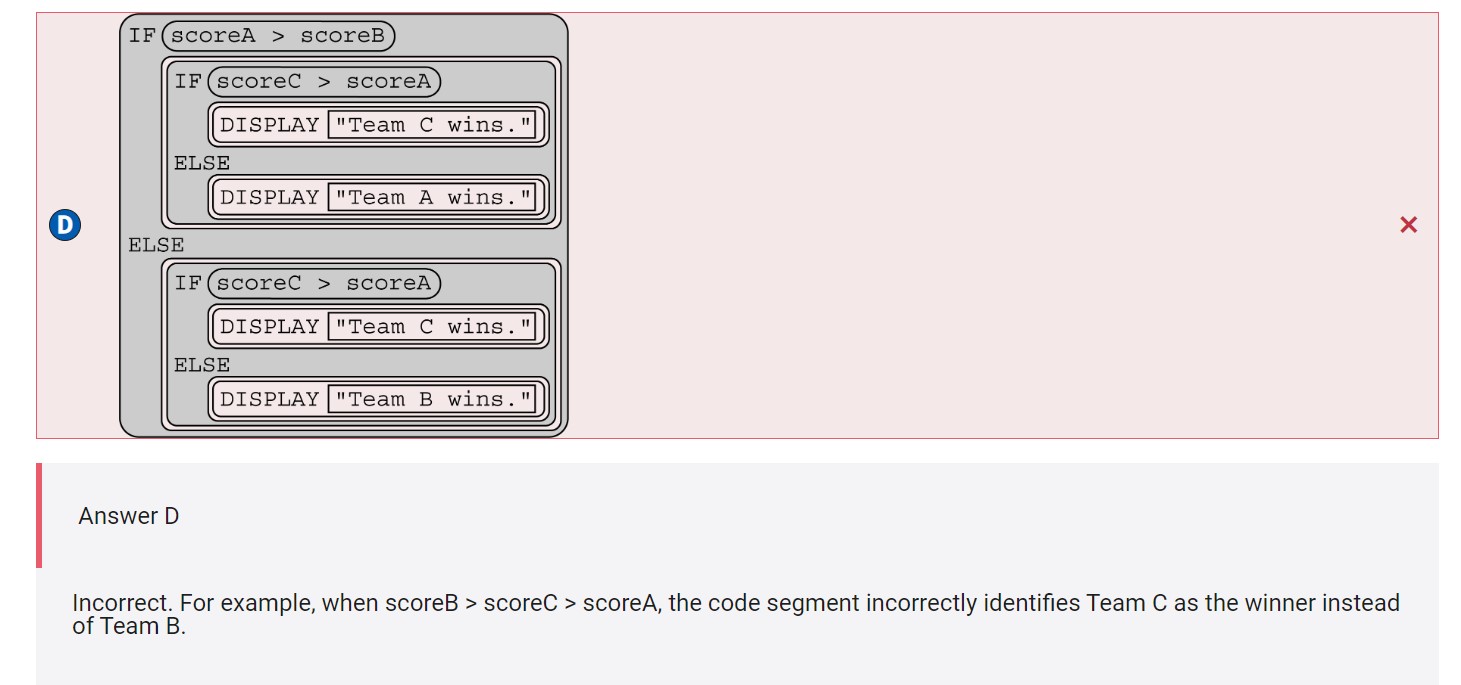 IF scoreA > scoreB
IF scoreC > scoreA
DISPLAY "Team C wins."
ELSE
DISPLAY "Team A wins."
D
ELSE
IF scoreC > scoreA
DISPLAY "Team C wins."
ELSE
DISPLAY "Team B wins."
Answer D
Incorrect. For example, when scoreB > scoreC > scoreA, the code segment incorrectly identifies Team C as the winner instead
of Team B.